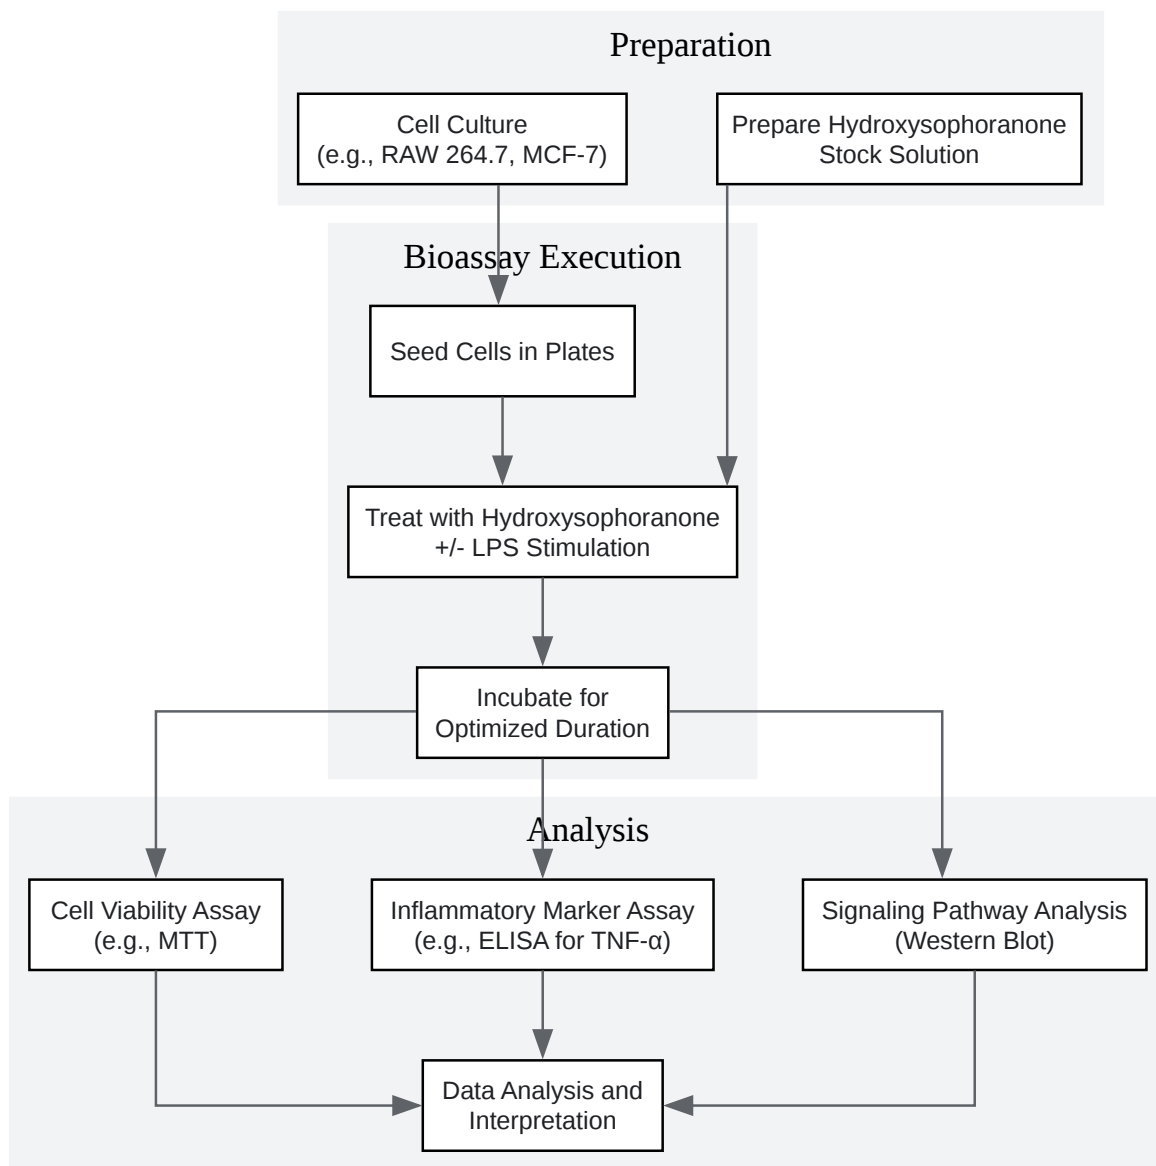 Preparation
Cell Culture
(e.g., RAW 264.7, MCF-7)
Prepare Hydroxysophoranone
Stock Solution
Bioassay Execution
Seed Cells in Plates
Treat with Hydroxysophoranone
+/- LPS Stimulation
Incubate for
Optimized Duration
Analysis
Cell Viability Assay
(e.g., MTT)
Inflammatory Marker Assay
(e.g., ELISA for TNF-α)
Signaling Pathway Analysis
(Western Blot)
Data Analysis and
Interpretation